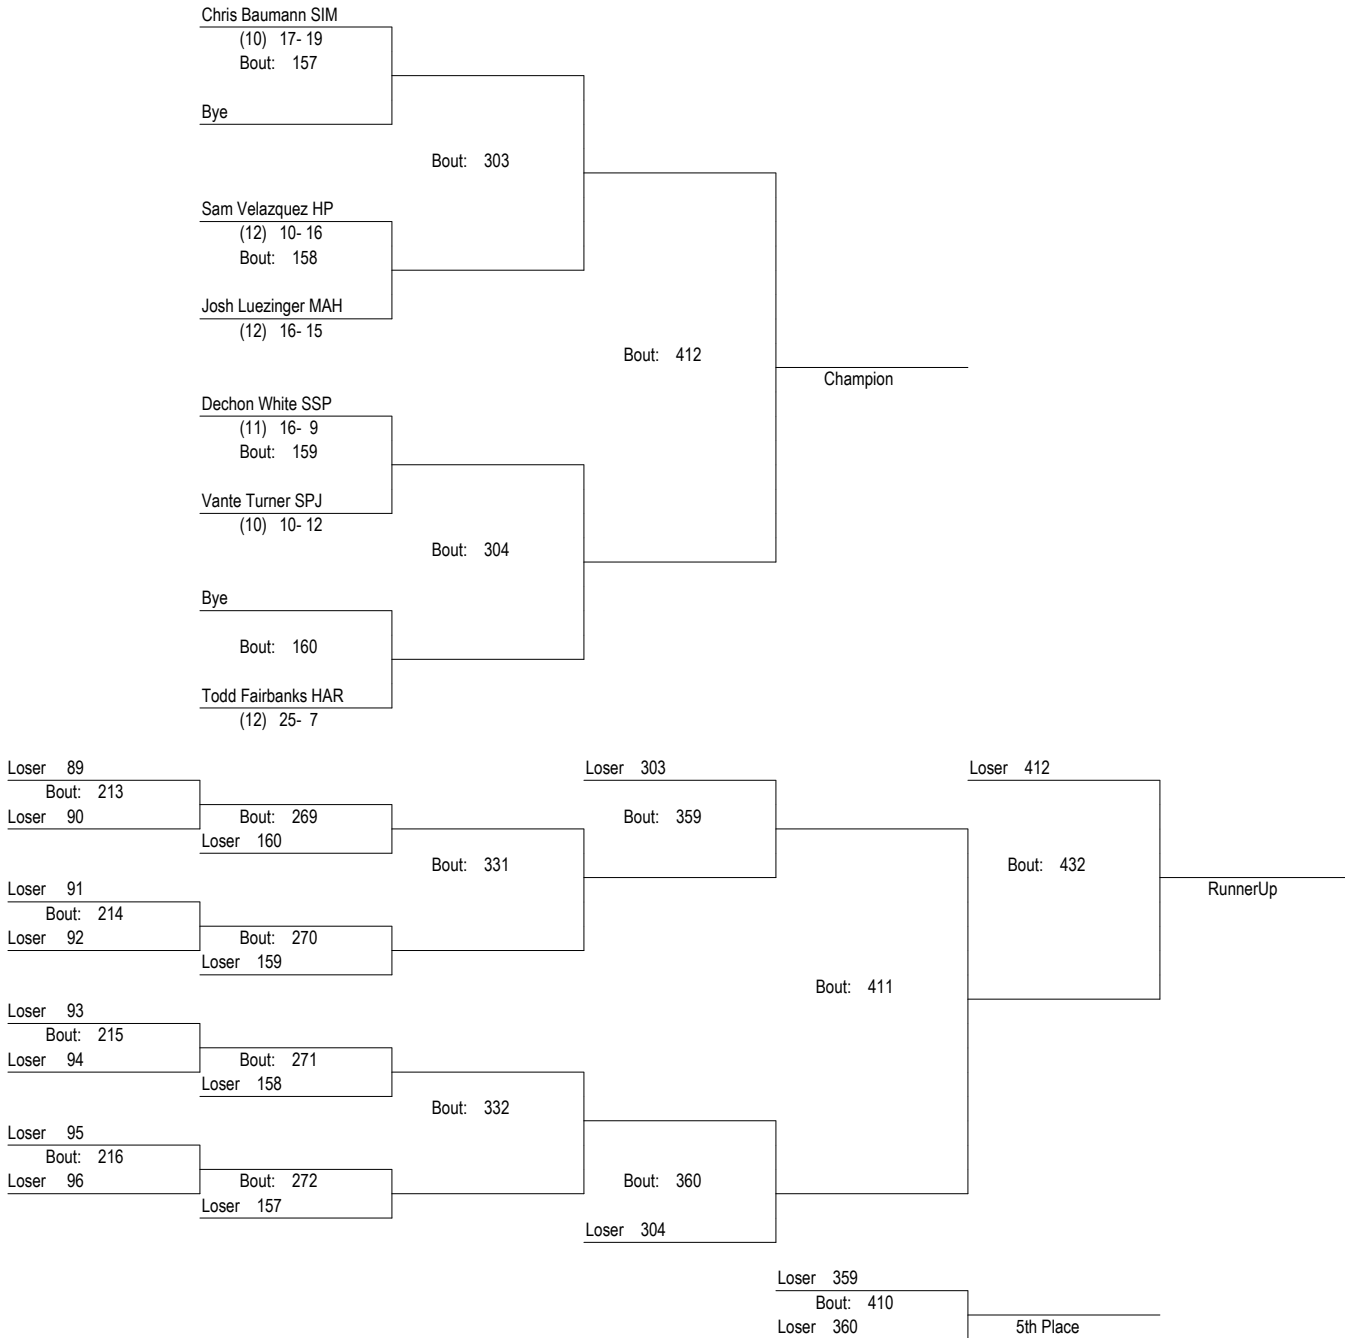 Chris Baumann SIM
(10) 17- 19
Bout: 157
Bye
Bout: 303
Sam Velazquez HP
(12) 10- 16
Bout: 158
Josh Luezinger MAH
(12) 16- 15
Bout: 412
Champion
Dechon White SSP
(11) 16- 9
Bout: 159
Vante Turner SPJ
(10) 10- 12
Bout: 304
Bye
Bout: 160
Todd Fairbanks HAR
(12) 25- 7
Loser 89
Bout: 213
Loser 90
Bout: 269
Loser 160
Bout: 331
Loser 303
Bout: 359
Loser 412
Bout: 432
RunnerUp
Loser 91
Bout: 214
Loser 92
Bout: 270
Loser 159
Bout: 411
Loser 93
Bout: 215
Loser 94
Bout: 271
Loser 158
Bout: 332
Loser 95
Bout: 216
Loser 96
Bout: 272
Loser 157
Bout: 360
Loser 304
Loser 359
Bout: 410
Loser 360
5th Place